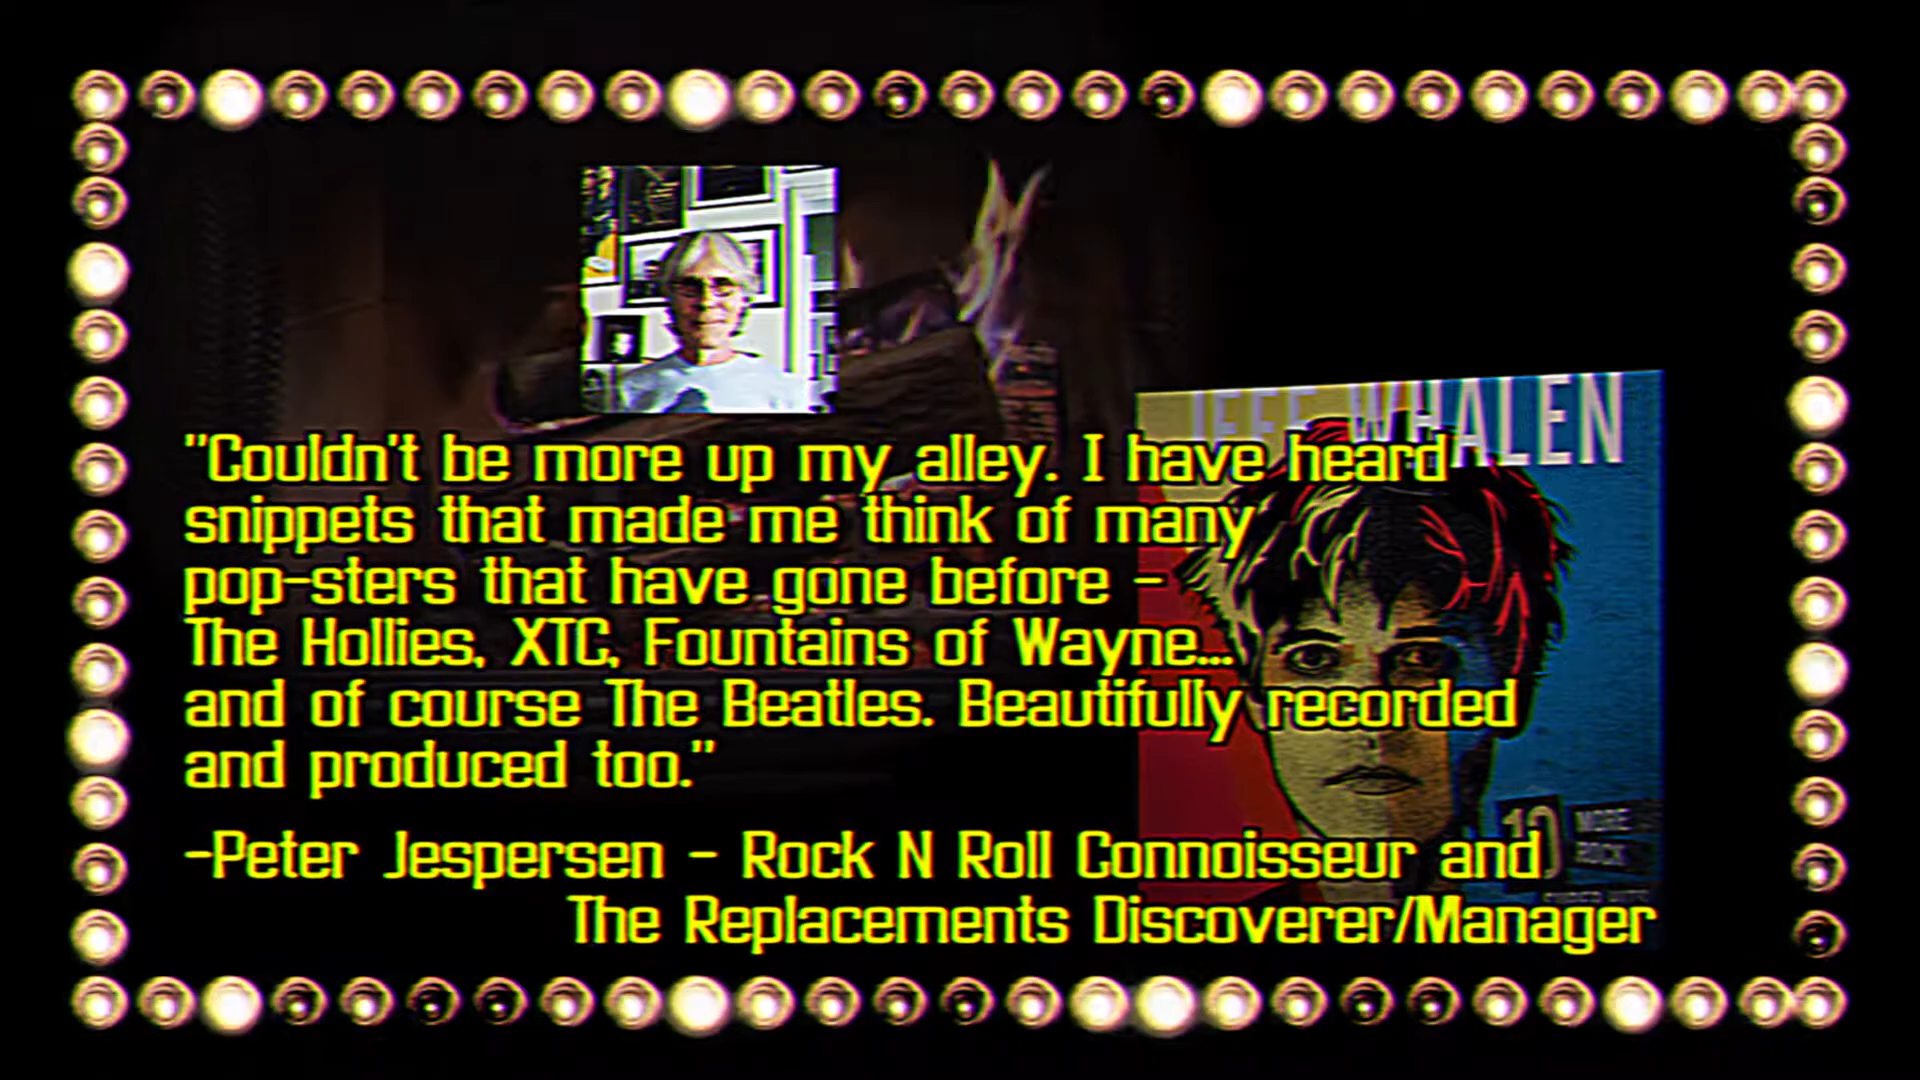 JEFF WHALEN
"Couldn't be more up my alley. I have heard
snippets that made me think of many
pop-sters that have gone before -
The Hollies, XTC, Fountains of Wayne...
and of course The Beatles. Beautifully recorded
and produced too."
10 MORE
ROCK
-Peter Jespersen - Rock N Roll Connoisseur and
The Replacements Discoverer/Manager